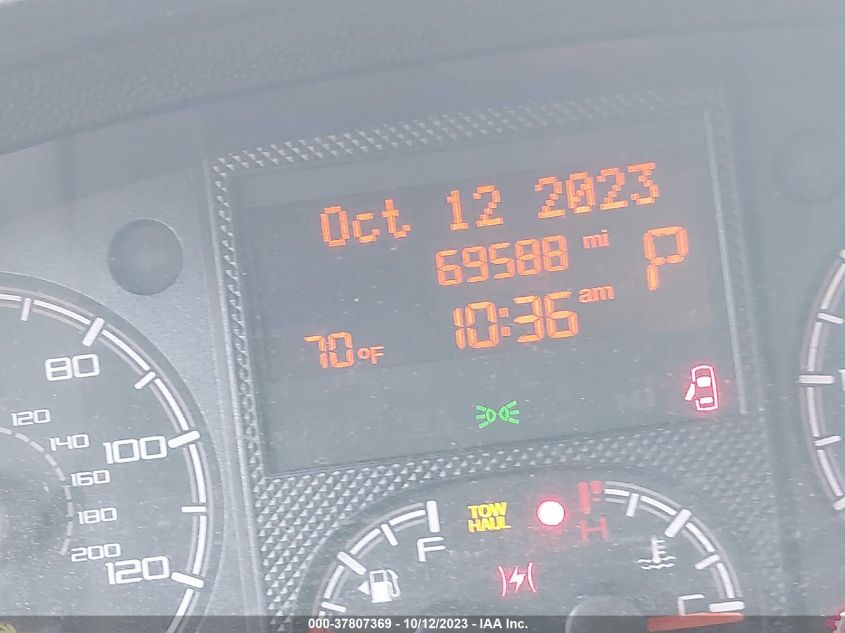 Oct 12 2023
69588 mi
P
10:36 am
70°F
80
100
120
120
140
160
180
200
F
TOW
HAUL
H
C
000-37807369 - 10/12/2023 - IAA Inc.